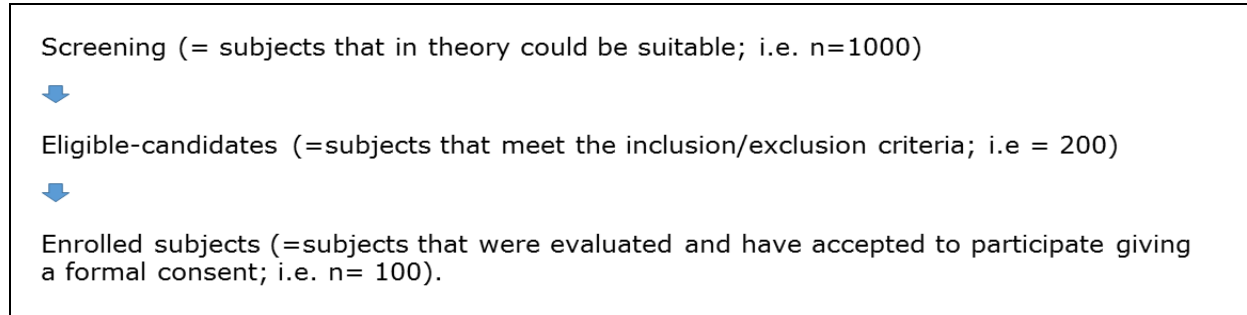 Screening (= subjects that in theory could be suitable; i.e. n=1000)
Eligible-candidates (=subjects that meet the inclusion/exclusion criteria; i.e = 200)
Enrolled subjects (=subjects that were evaluated and have accepted to participate giving
a formal consent; i.e. n= 100).